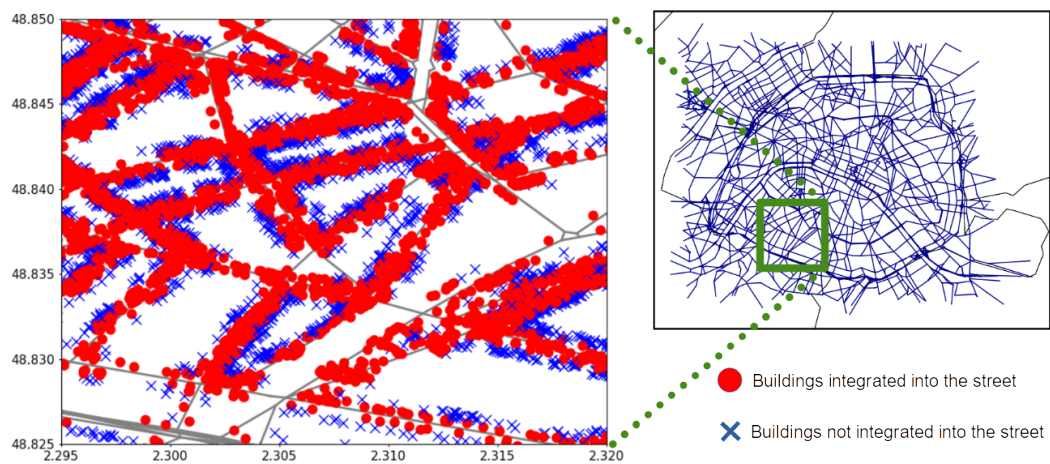 48.850
48.845
48.840
48.835
48.830
48.825
2.295 2.300 2.305 2.310 2.315 2.320
Buildings integrated into the street
Buildings not integrated into the street